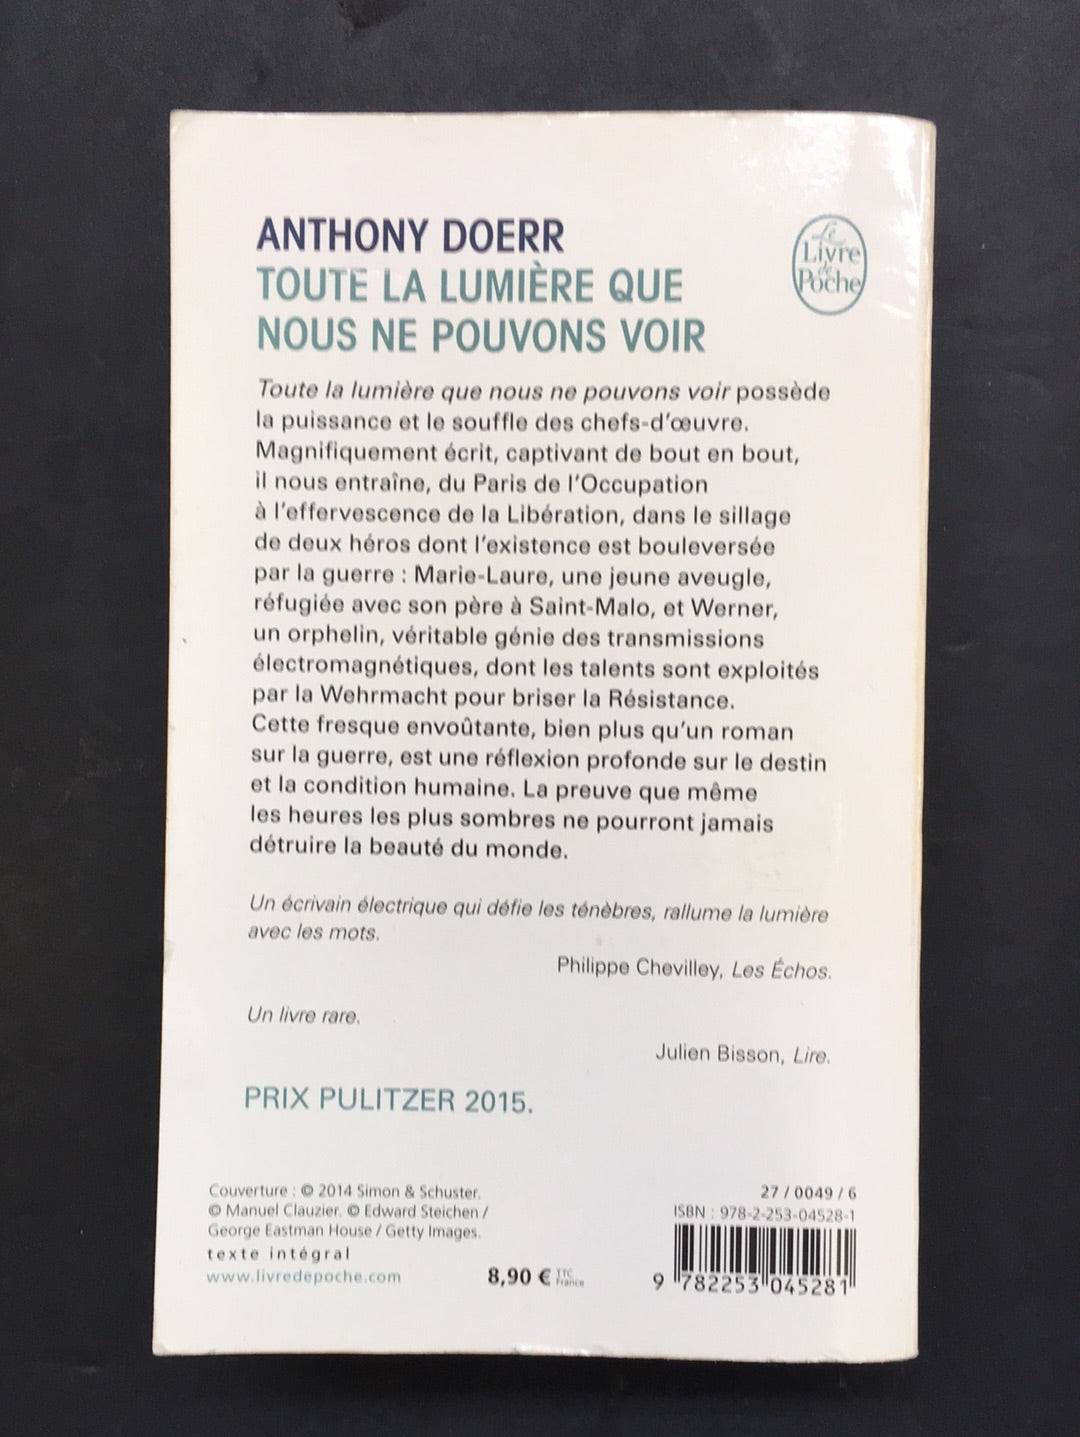 ANTHONY DOERR
TOUTE LA LUMIÈRE QUE
NOUS NE POUVONS VOIR
Le
Livre
de
Poche
Toute la lumière que nous ne pouvons voir possède
la puissance et le souffle des chefs-d'œuvre.
Magnifiquement écrit, captivant de bout en bout,
il nous entraîne, du Paris de l'Occupation
à l'effervescence de la Libération, dans le sillage
de deux héros dont l'existence est bouleversée
par la guerre : Marie-Laure, une jeune aveugle,
réfugiée avec son père à Saint-Malo, et Werner,
un orphelin, véritable génie des transmissions
électromagnétiques, dont les talents sont exploités
par la Wehrmacht pour briser la Résistance.
Cette fresque envoûtante, bien plus qu'un roman
sur la guerre, est une réflexion profonde sur le destin
et la condition humaine. La preuve que même
les heures les plus sombres ne pourront jamais
détruire la beauté du monde.
Un écrivain électrique qui défie les ténèbres, rallume la lumière
avec les mots.
Philippe Chevilley, Les Échos.
Un livre rare.
Julien Bisson, Lire.
PRIX PULITZER 2015.
Couverture : © 2014 Simon & Schuster.
© Manuel Clauzier. © Edward Steichen /
George Eastman House / Getty Images.
texte intégral
www.livredepoche.com
8,90 € TTC
France
27 / 0049 / 6
ISBN : 978-2-253-04528-1
9 782253 045281